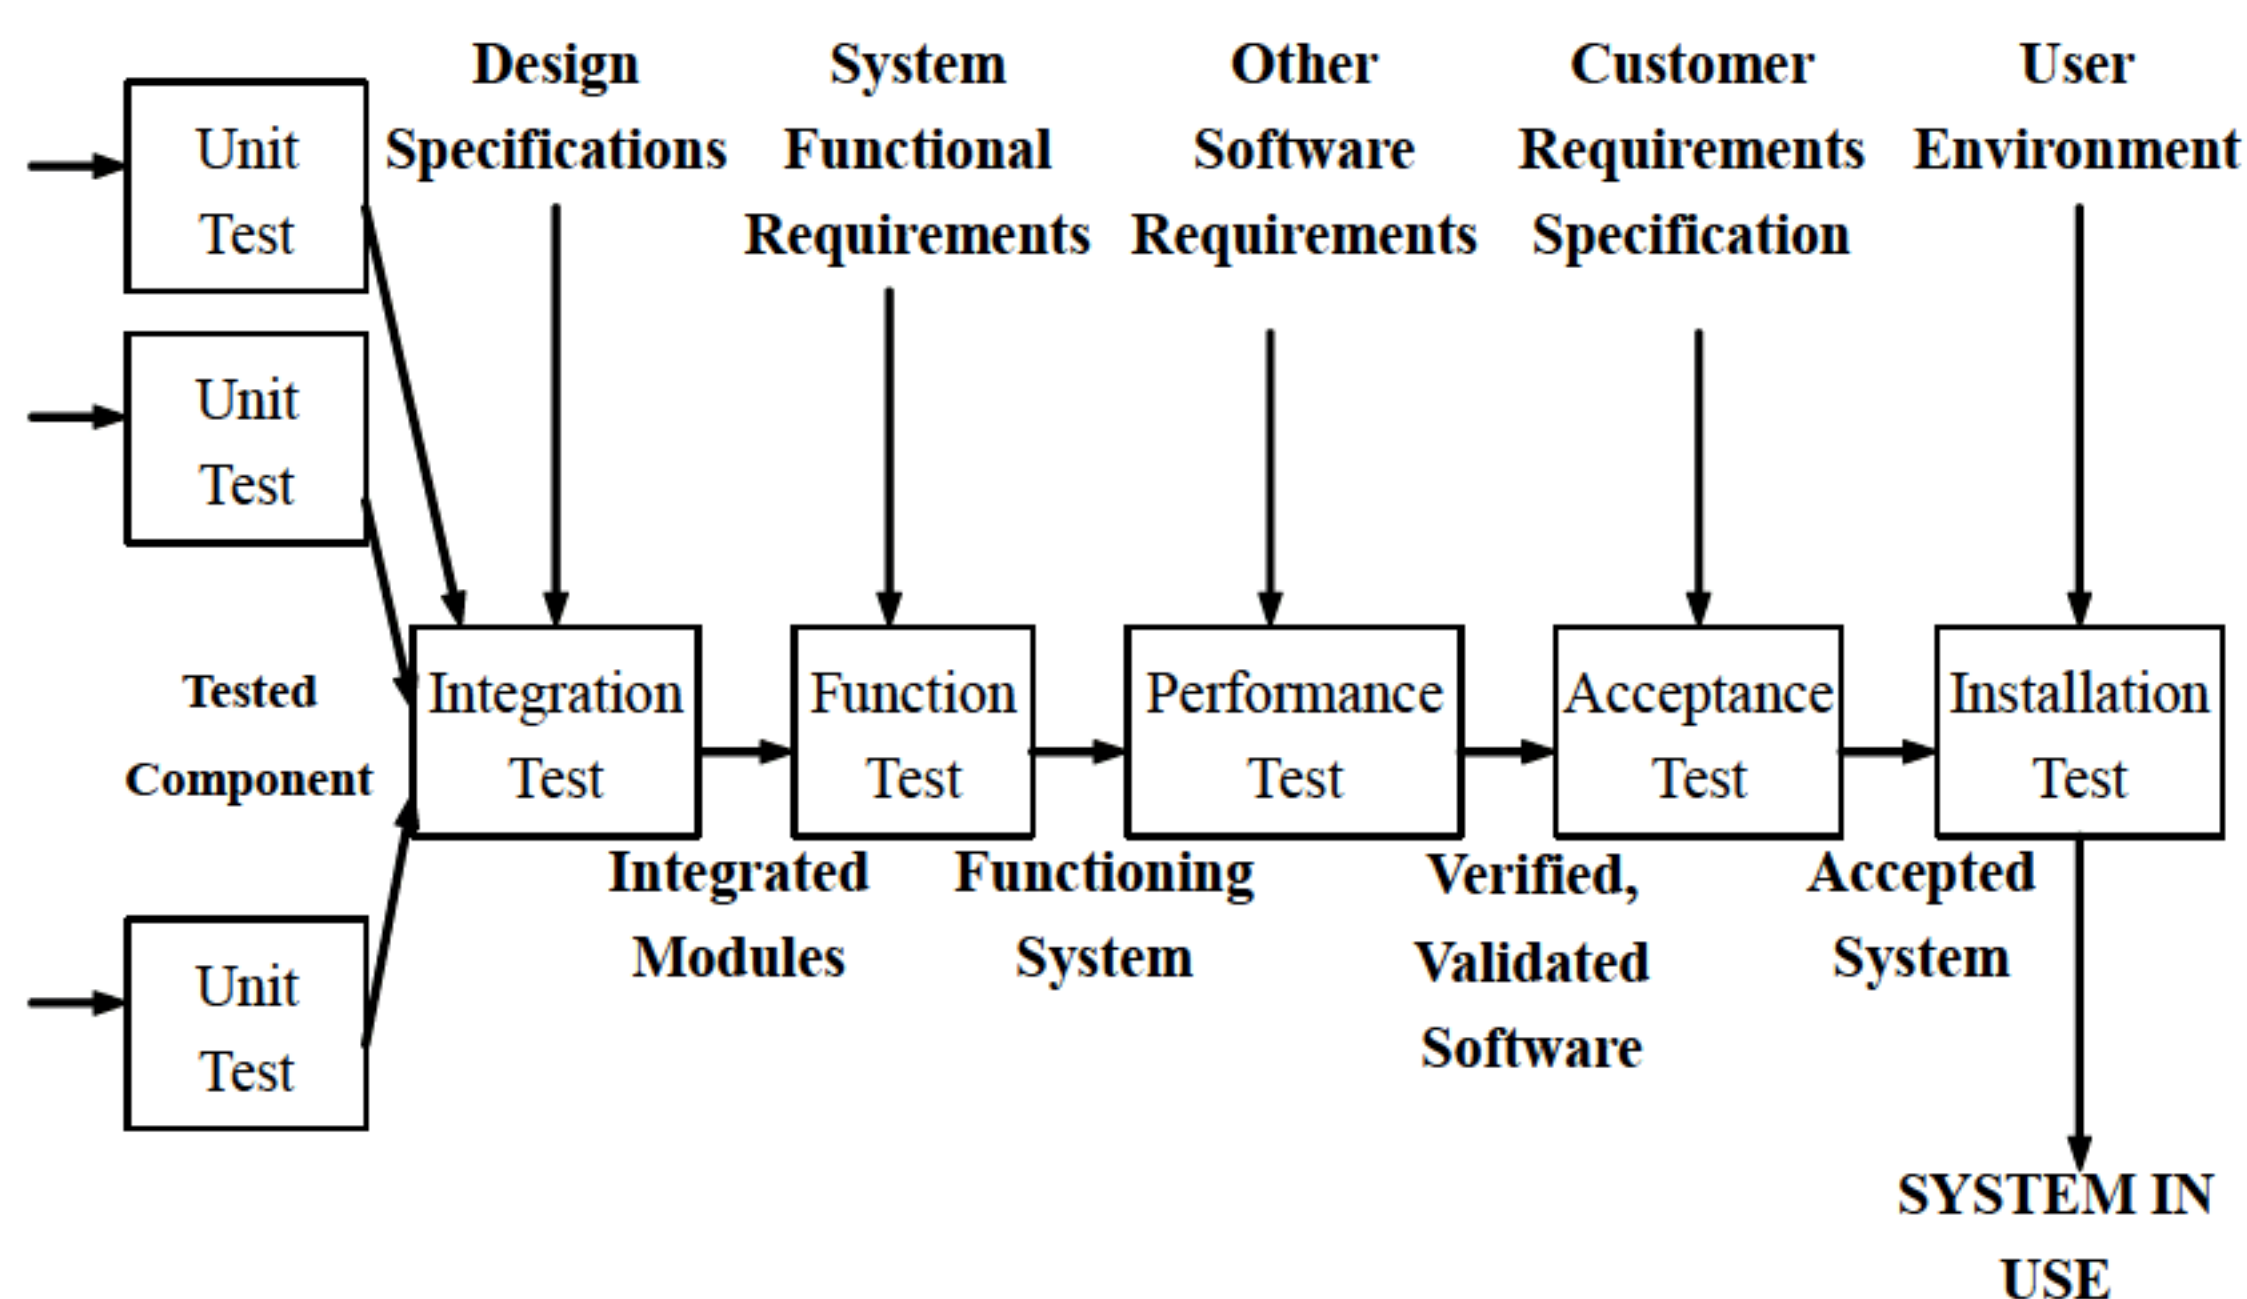 Design
Specifications
System
Functional
Requirements
Other
Software
Requirements
Customer
Requirements
Specification
User
Environment
Unit
Test
Unit
Test
Tested
Component
Unit
Test
Integration
Test
Function
Test
Performance
Test
Acceptance
Test
Installation
Test
Integrated
Modules
Functioning
System
Verified,
Validated
Software
Accepted
System
SYSTEM IN
USE